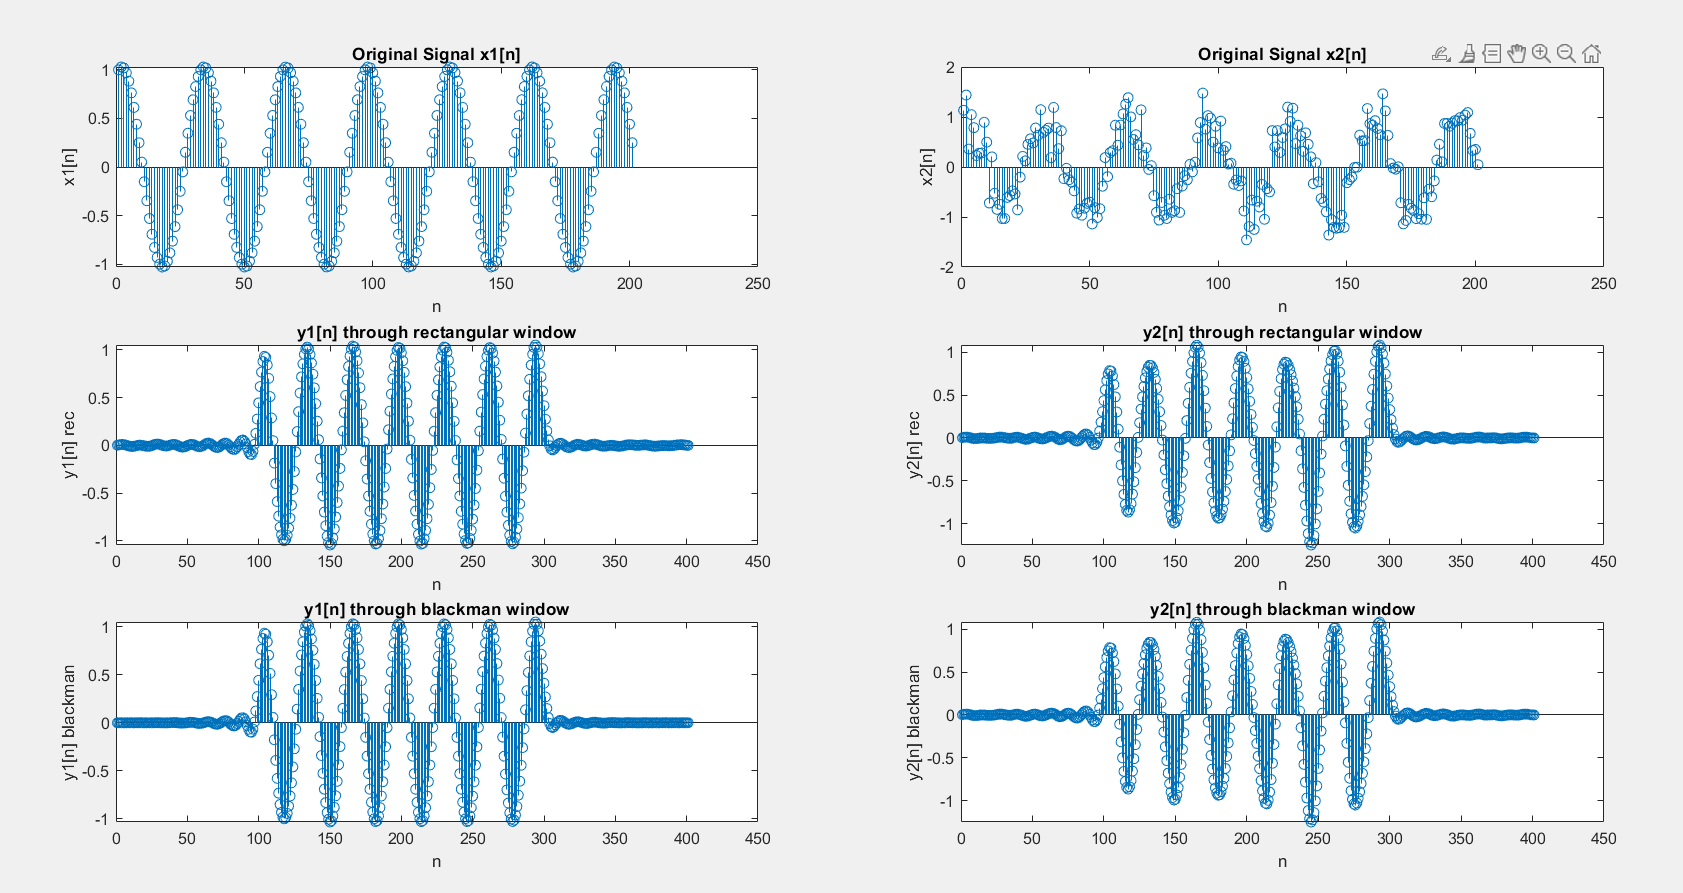 Original Signal x1[n]
x1[n]
1
0.5
0
-0.5
-1
0 50 100 150 200 250
n
Original Signal x2[n]
x2[n]
2
1
0
-1
-2
0 50 100 150 200 250
n
y1[n] through rectangular window
y1[n] rec
1
0.5
0
-0.5
-1
0 50 100 150 200 250 300 350 400 450
n
y2[n] through rectangular window
y2[n] rec
1
0.5
0
-0.5
-1
0 50 100 150 200 250 300 350 400 450
n
y1[n] through blackman window
y1[n] blackman
1
0.5
0
-0.5
-1
0 50 100 150 200 250 300 350 400 450
n
y2[n] through blackman window
y2[n] blackman
1
0.5
0
-0.5
-1
0 50 100 150 200 250 300 350 400 450
n